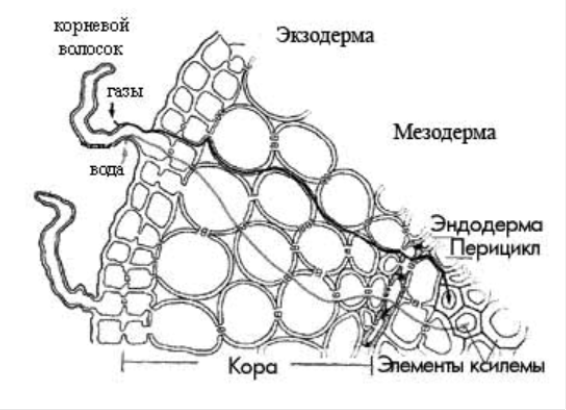 корневой
волосок
Экзодерма
газы
Мезодерма
вода
Эндодерма
Перицикл
Кора
Элементы ксилемы